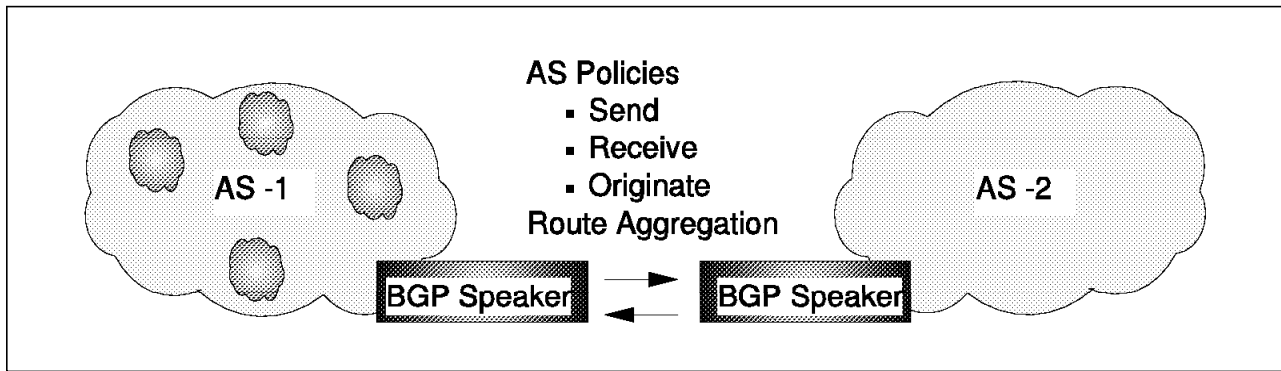 AS Policies
▪ Send
▪ Receive
▪ Originate
Route Aggregation
AS -1
AS -2
BGP Speaker
BGP Speaker